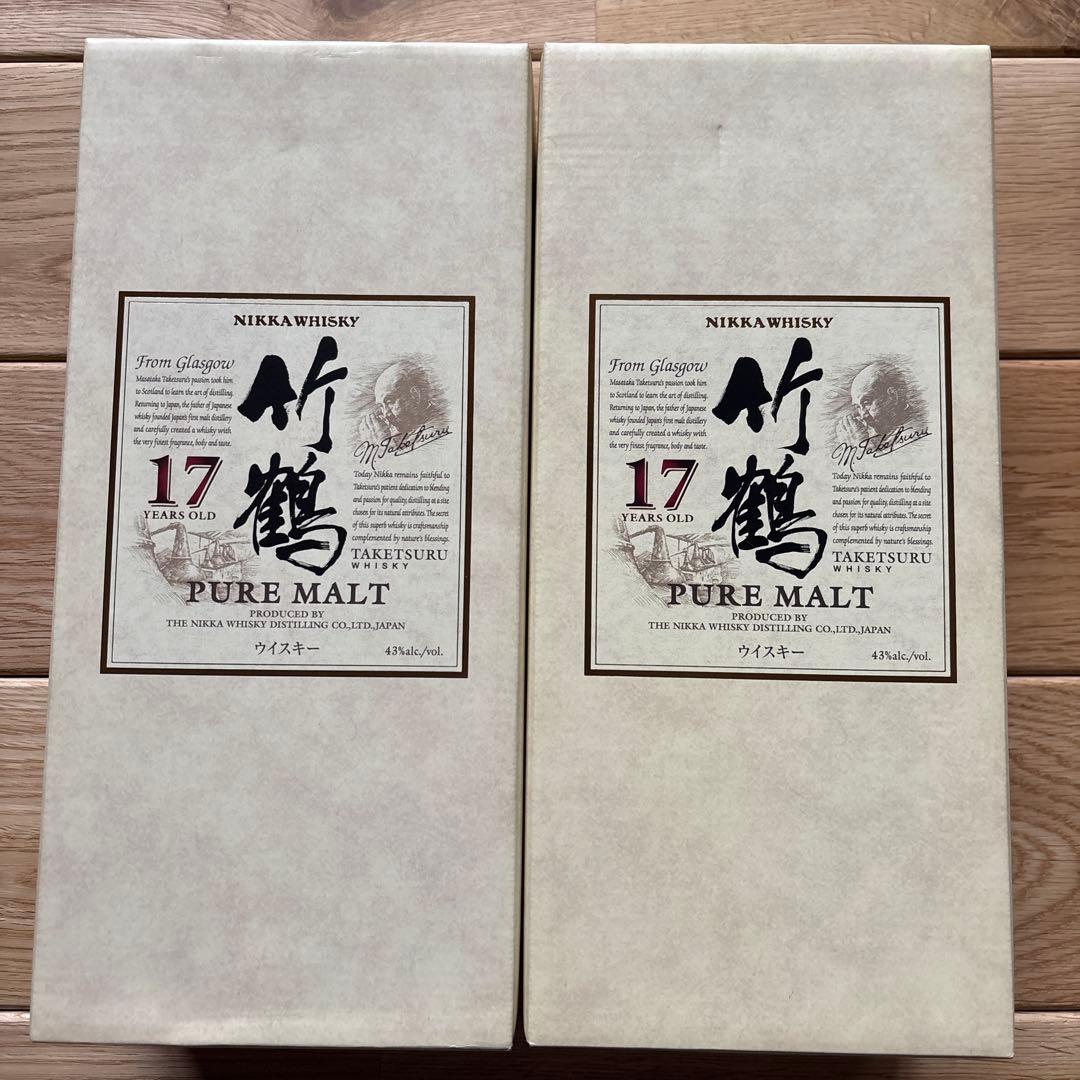 NIKKA WHISKY
From Glasgow
Masataka Taketsuru's passion took him
to Scotland to learn the art of distilling.
Returning to Japan, the father of Japanese
whisky founded Japan's first malt distillery
and carefully created a whisky with
the very finest fragrance, body and taste.
竹鶴
M Taketsuru
17
YEARS OLD
Today Nikka remains faithful to
Taketsuru's patient dedication to blending
and passion for quality, distilling at a site
chosen for its natural attributes. The secret
of this superb whisky is craftsmanship
complemented by nature's blessings.
TAKETSURU
WHISKY
PURE MALT
PRODUCED BY
THE NIKKA WHISKY DISTILLING CO.,LTD.,JAPAN
ウイスキー
43%alc./vol.
NIKKA WHISKY
From Glasgow
Masataka Taketsuru's passion took him
to Scotland to learn the art of distilling.
Returning to Japan, the father of Japanese
whisky founded Japan's first malt distillery
and carefully created a whisky with
the very finest fragrance, body and taste.
竹鶴
M Taketsuru
17
YEARS OLD
Today Nikka remains faithful to
Taketsuru's patient dedication to blending
and passion for quality, distilling at a site
chosen for its natural attributes. The secret
of this superb whisky is craftsmanship
complemented by nature's blessings.
TAKETSURU
WHISKY
PURE MALT
PRODUCED BY
THE NIKKA WHISKY DISTILLING CO.,LTD.,JAPAN
ウイスキー
43%alc./vol.